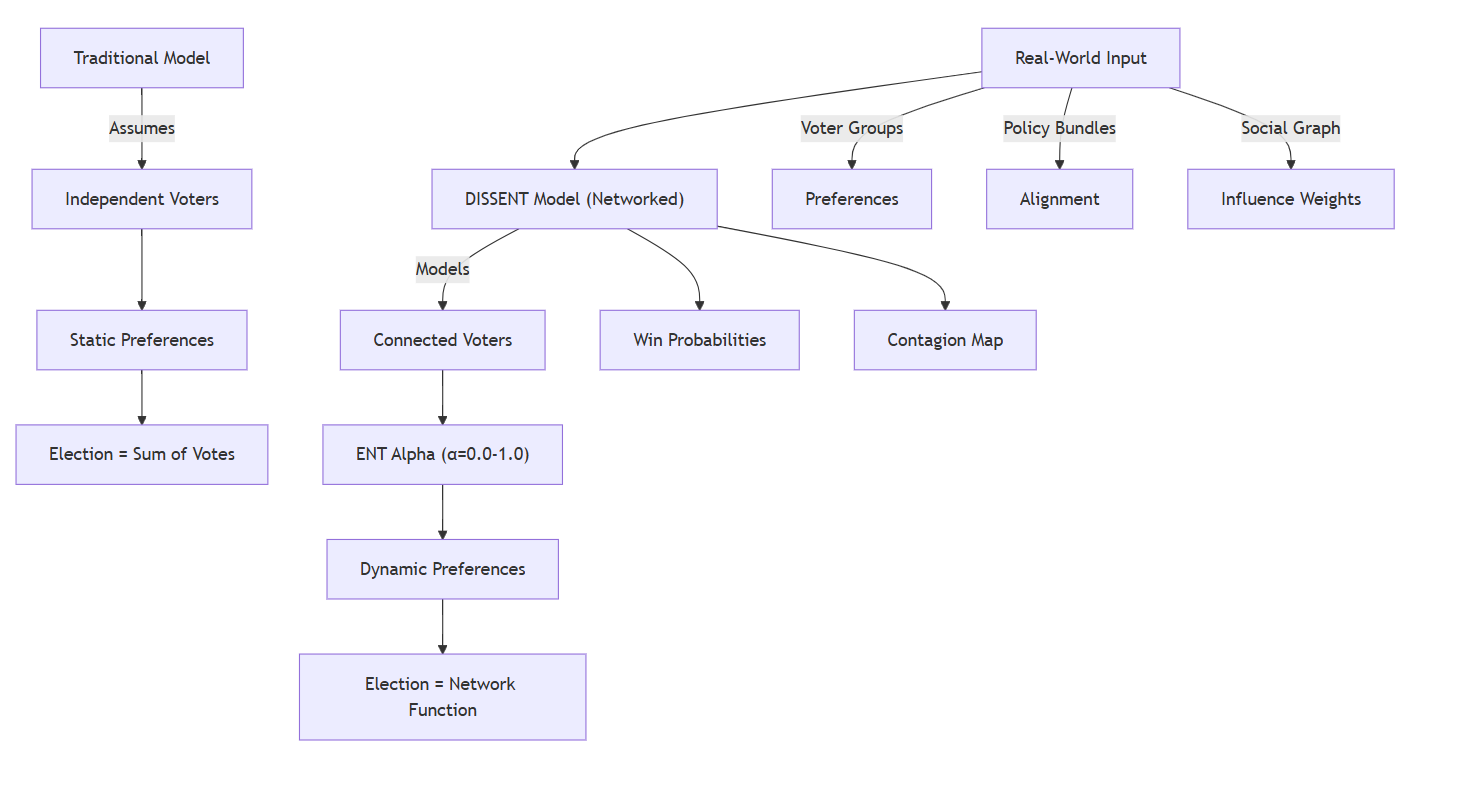 Traditional Model
Real-World Input
Assumes
Voter Groups
Policy Bundles
Social Graph
Independent Voters
DISSENT Model (Networked)
Preferences
Alignment
Influence Weights
Models
Static Preferences
Connected Voters
Win Probabilities
Contagion Map
Election = Sum of Votes
ENT Alpha (α=0.0-1.0)
Dynamic Preferences
Election = Network
Function